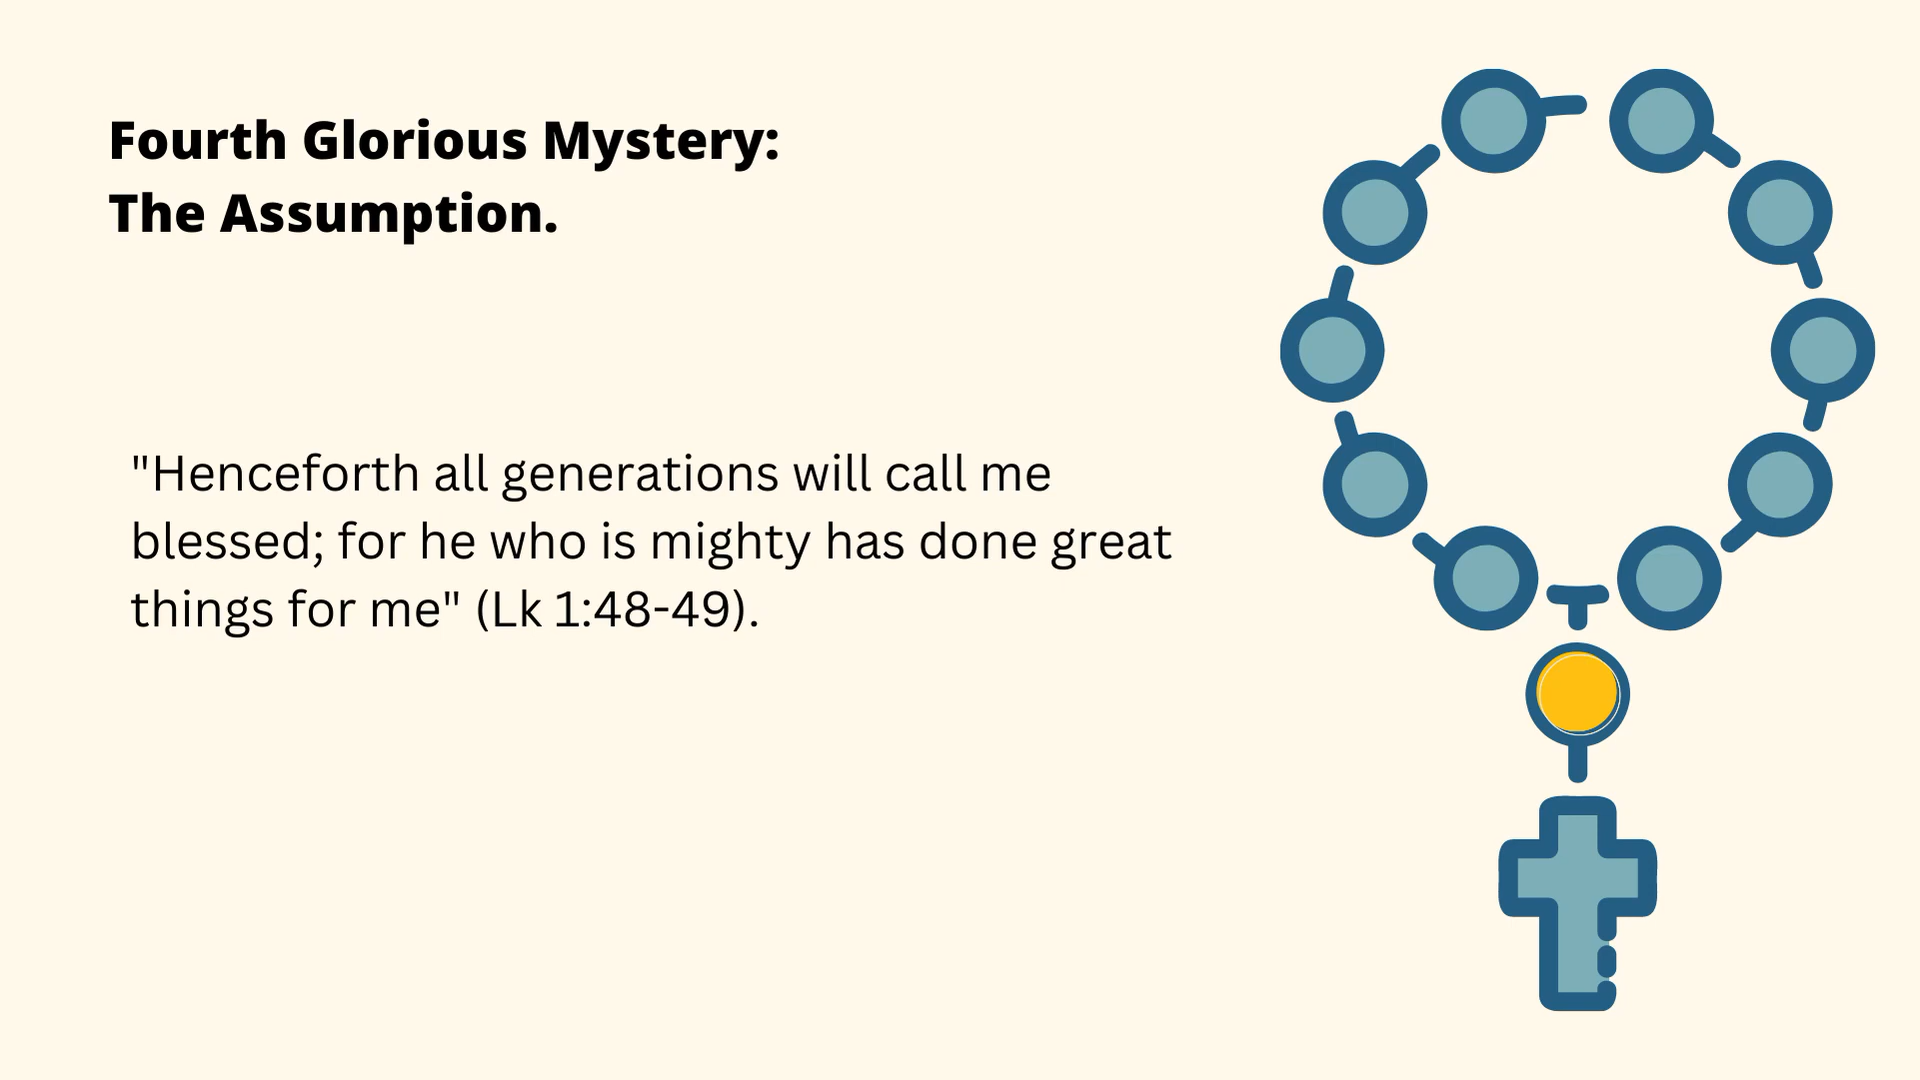 Fourth Glorious Mystery:
The Assumption.
"Henceforth all generations will call me
blessed; for he who is mighty has done great
things for me" (Lk 1:48-49).